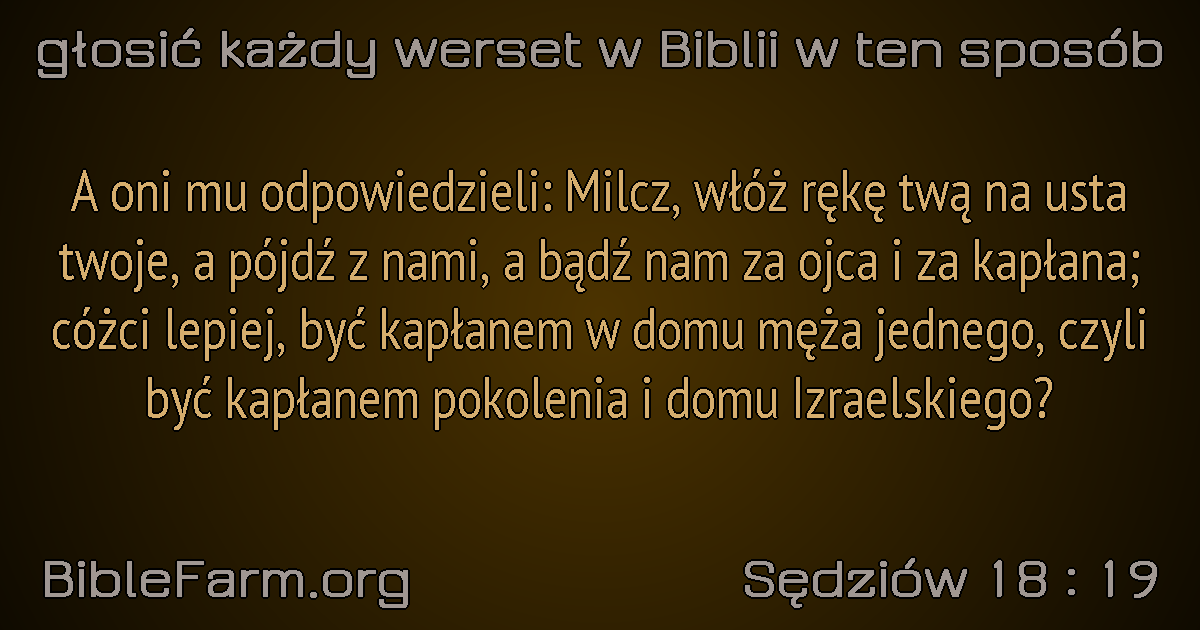 głosić każdy werset w Biblii w ten sposób
A oni mu odpowiedzieli: Milcz, włóż rękę twą na usta
twoje, a pójdź z nami, a bądź nam za ojca i za kapłana;
cóżci lepiej, być kapłanem w domu męża jednego, czyli
być kapłanem pokolenia i domu Izraelskiego?
BibleFarm.org
Sędziów 18 : 19